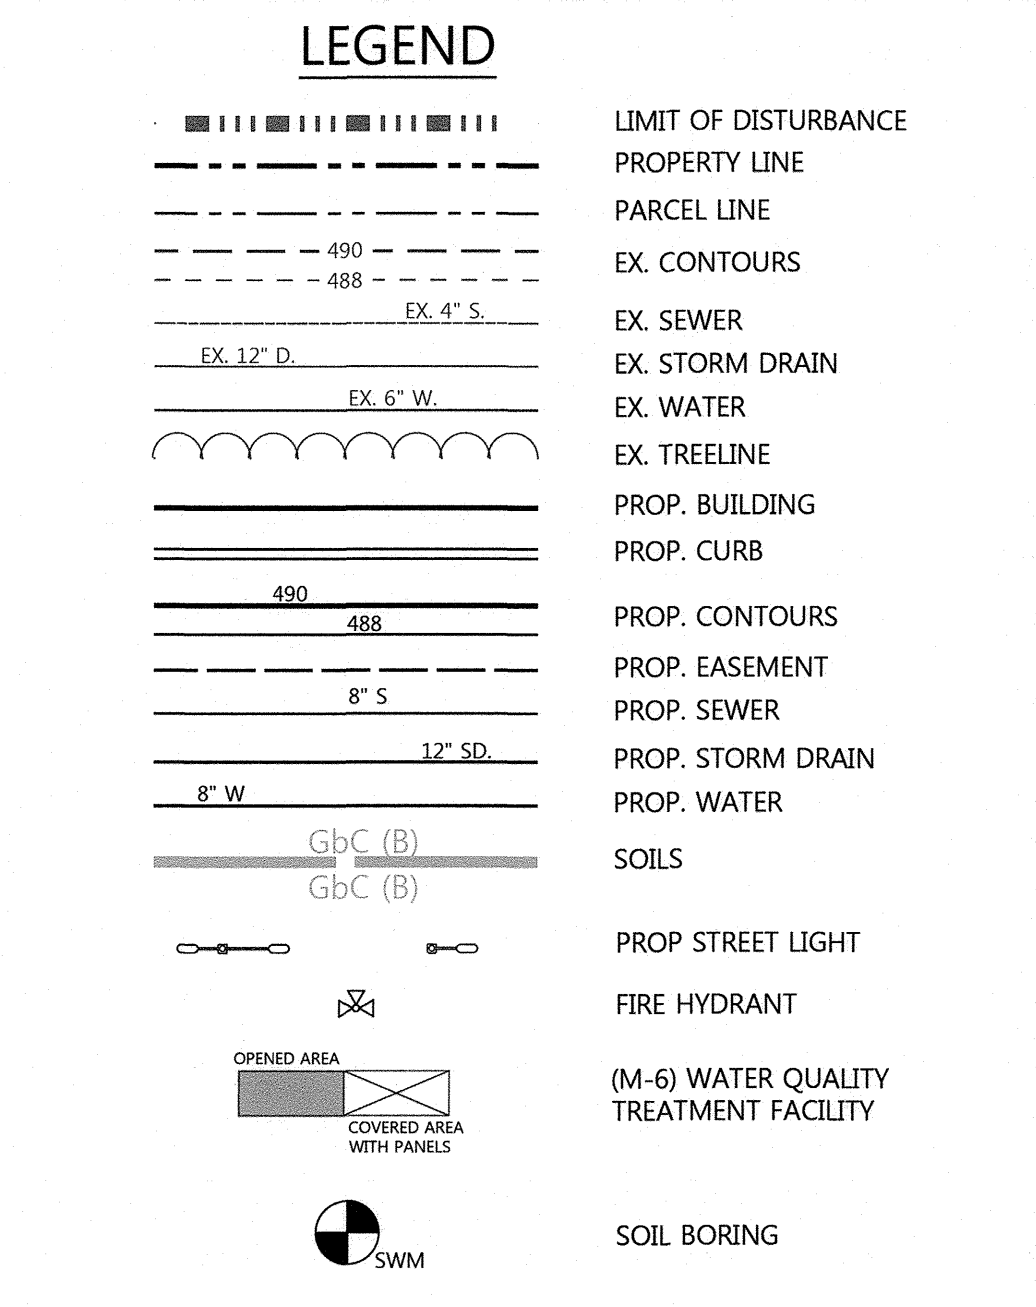 LEGEND
LIMIT OF DISTURBANCE
PROPERTY LINE
PARCEL LINE
490
488
EX. CONTOURS
EX. 4" S.
EX. SEWER
EX. 12" D.
EX. STORM DRAIN
EX. 6" W.
EX. WATER
EX. TREELINE
PROP. BUILDING
PROP. CURB
490
488
PROP. CONTOURS
PROP. EASEMENT
8" S
PROP. SEWER
12" SD.
PROP. STORM DRAIN
8" W
PROP. WATER
GbC (B)
GbC (B)
SOILS
PROP STREET LIGHT
FIRE HYDRANT
OPENED AREA
COVERED AREA
WITH PANELS
(M-6) WATER QUALITY
TREATMENT FACILITY
SWM
SOIL BORING